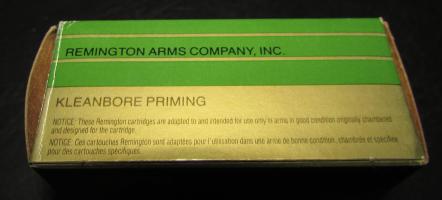 REMINGTON ARMS COMPANY, INC.
KLEANBORE PRIMING
NOTICE: These Remington cartridges are adapted to and intended for use only in arms in good condition originally chambered
and designed for the cartridge.
NOTICE: Ces cartouches Remington sont adaptées pour l'utilisation dans une arme de bonne condition, chambrée et spécifiée
pour des cartouches spécifiques.